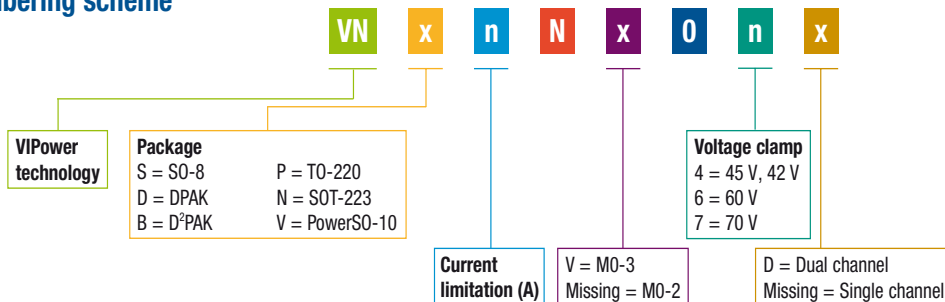 bering scheme
VN x n N x 0 n x
VIPower
technology
Package
S = SO-8 P = TO-220
D = DPAK N = SOT-223
B = D²PAK V = PowerSO-10
Voltage clamp
4 = 45 V, 42 V
6 = 60 V
7 = 70 V
Current
limitation (A)
V = M0-3
Missing = M0-2
D = Dual channel
Missing = Single channel